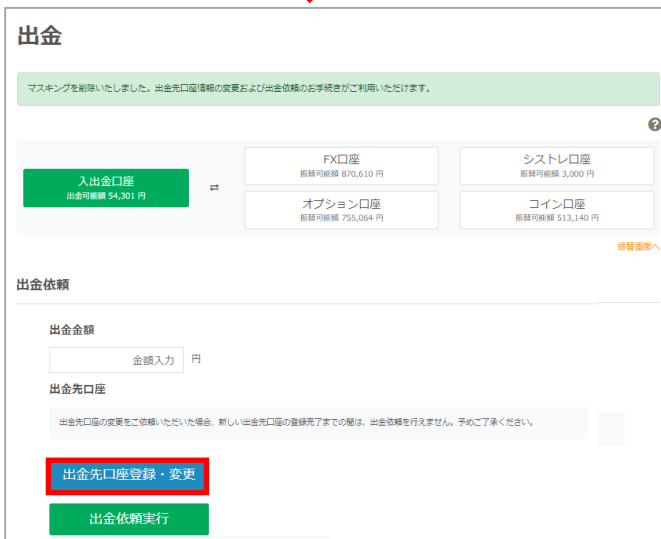 出金
マスキングを削除いたしました。出金先口座情報の変更および出金依頼のお手続きがご利用いただけます。
?
入出金口座
出金可能額 54,301 円
⇄
FX口座
振替可能額 870,610 円
シストレ口座
振替可能額 3,000 円
オプション口座
振替可能額 755,064 円
コイン口座
振替可能額 513,140 円
振替画面へ
出金依頼
出金金額
金額入力 円
出金先口座
出金先口座の変更をご依頼いただいた場合、新しい出金先口座の登録完了までの間は、出金依頼を行えません。予めご了承ください。
出金先口座登録・変更
出金依頼実行